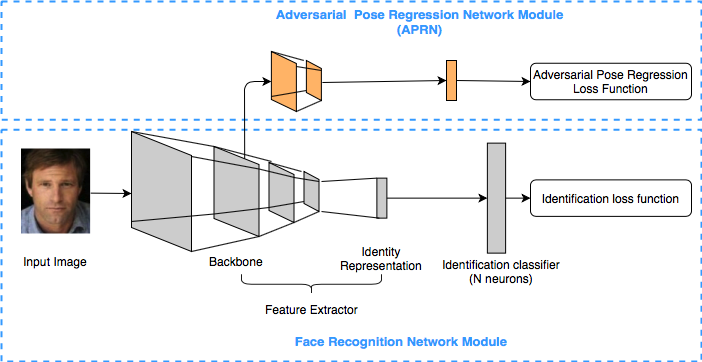 Adversarial Pose Regression Network Module
(APRN)
Adversarial Pose Regression
Loss Function
Input Image
Backbone
Identity
Representation
Identification classifier
(N neurons)
Identification loss function
Feature Extractor
Face Recognition Network Module